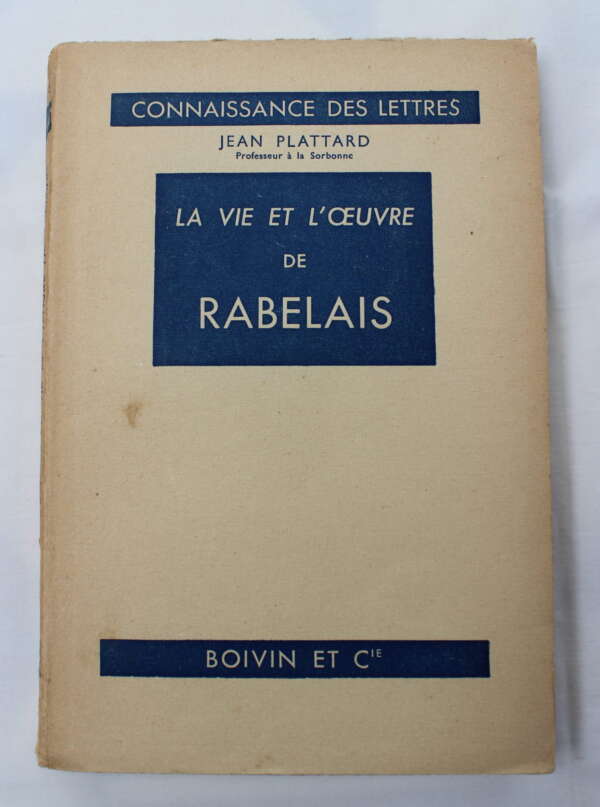 CONNAISSANCE DES LETTRES
JEAN PLATTARD
Professeur à la Sorbonne
LA VIE ET L'ŒUVRE
DE
RABELAIS
BOIVIN ET CIE